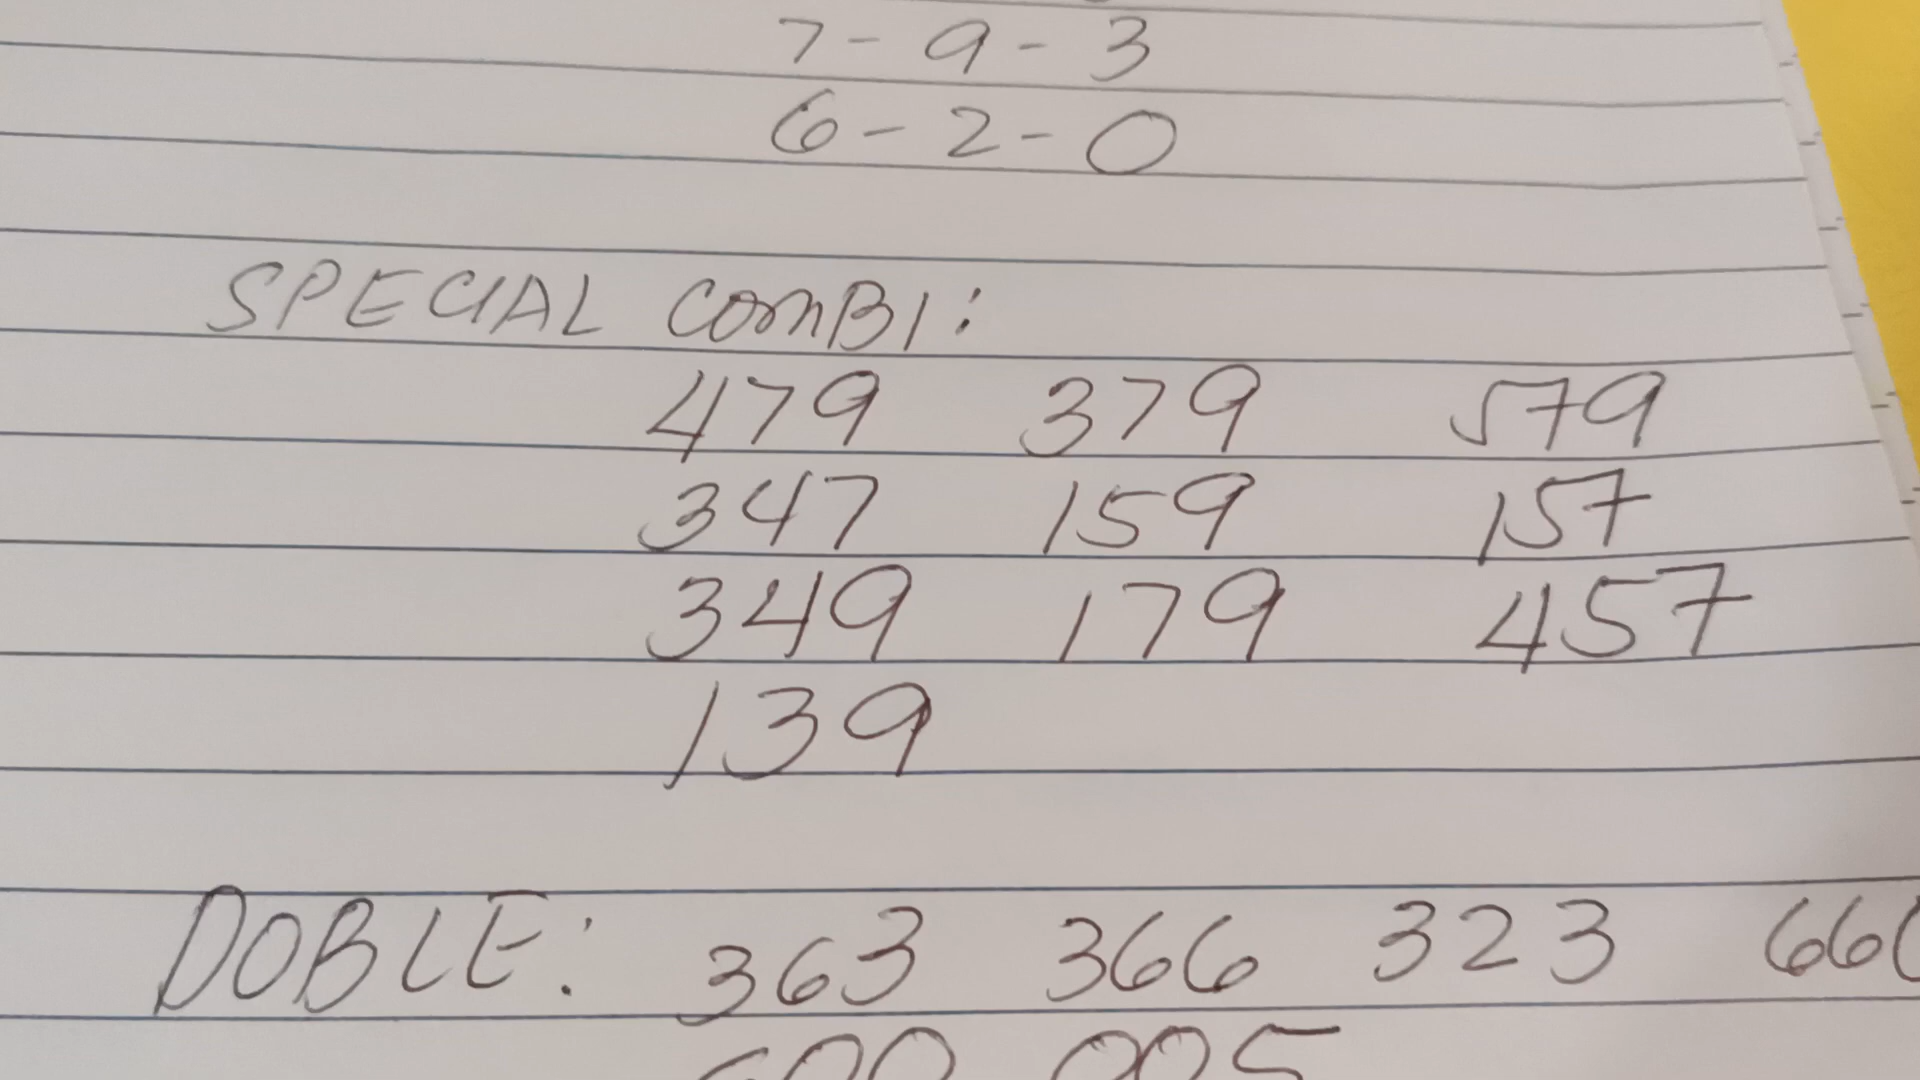 7 - 9 - 3
6 - 2 - 0
SPECIAL COMBI:
479 379 579
347 159 157
349 179 457
139
DOBLE: 363 366 323